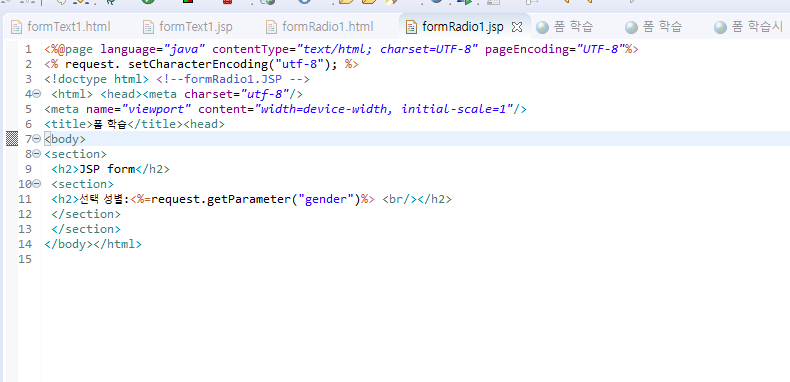 formText1.html formText1.jsp formRadio1.html formRadio1.jsp 폼 학습 폼 학습 폼 학습시
1 <%@page language="java" contentType="text/html; charset=UTF-8" pageEncoding="UTF-8"%>
2 <% request. setCharacterEncoding("utf-8"); %>
3 <!doctype html> <!--formRadio1.JSP -->
4 <html> <head><meta charset="utf-8"/>
5 <meta name="viewport" content="width=device-width, initial-scale=1"/>
6 <title>폼 학습</title><head>
7 <body>
8 <section>
9 <h2>JSP form</h2>
10 <section>
11 <h2>선택 성별:<%=request.getParameter("gender")%> <br/></h2>
12 </section>
13 </section>
14 </body></html>
15